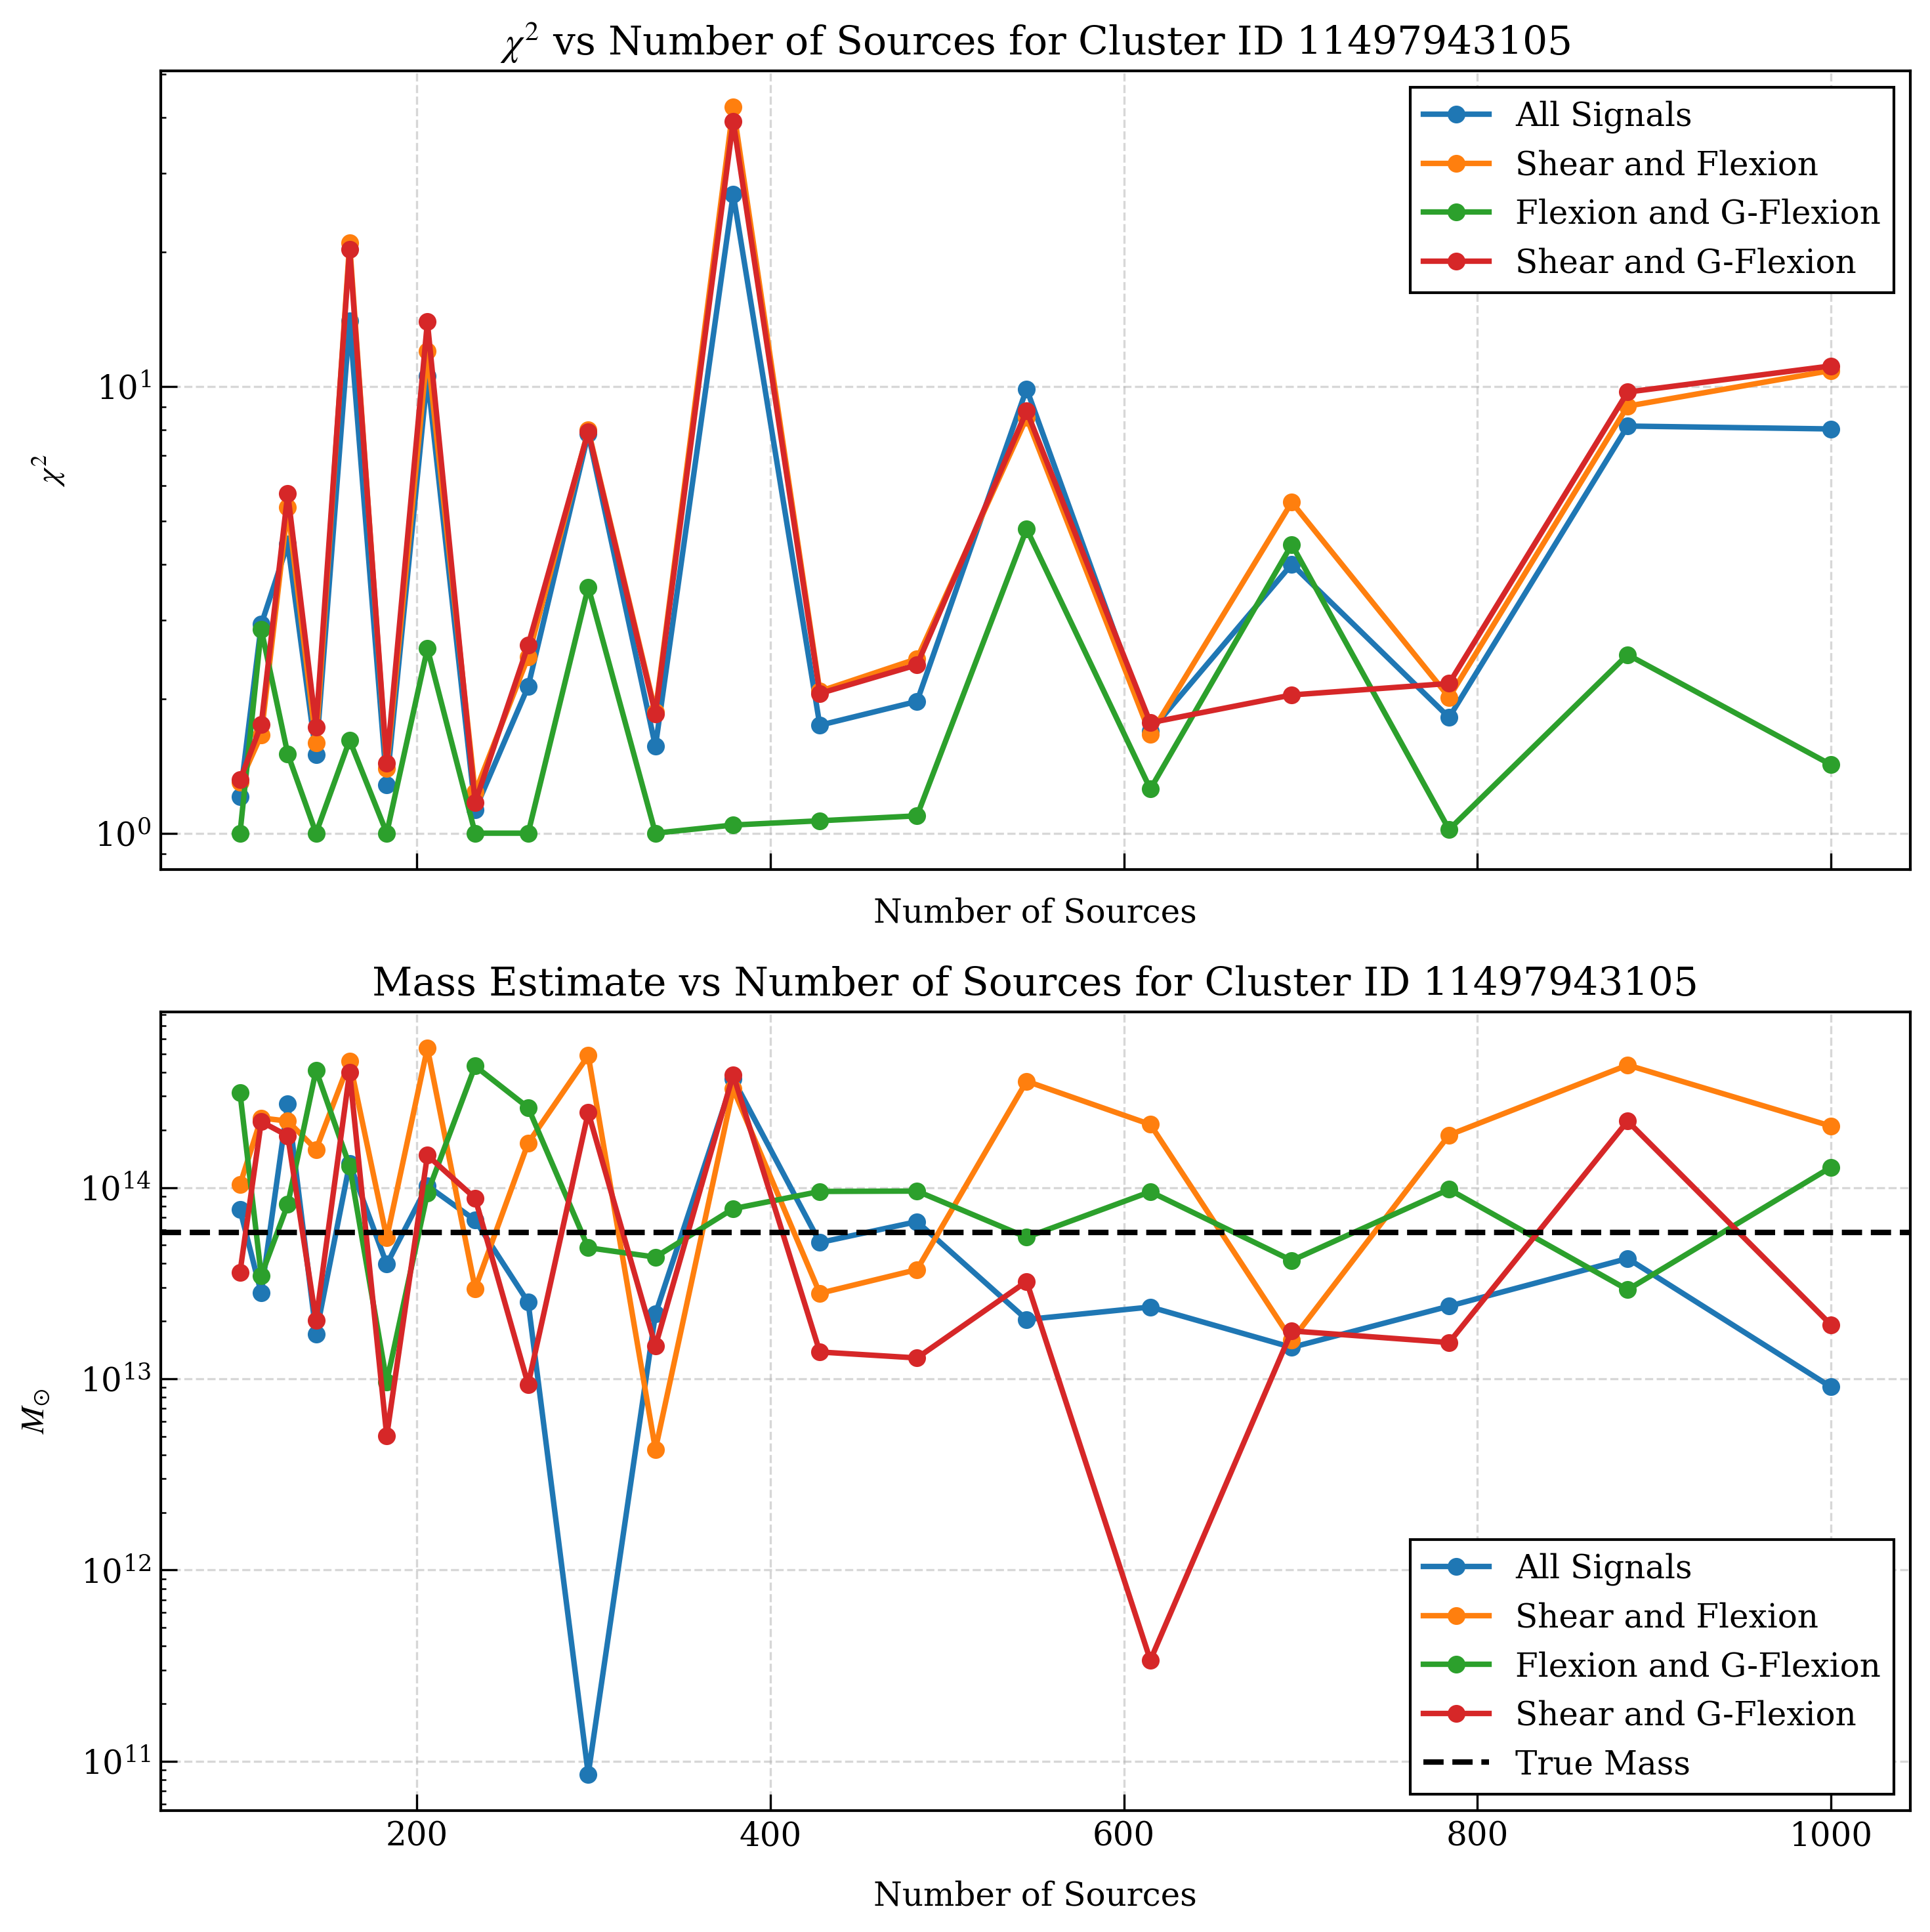 χ² vs Number of Sources for Cluster ID 11497943105
All Signals
Shear and Flexion
Flexion and G-Flexion
Shear and G-Flexion
10¹
χ²
10⁰
Number of Sources
Mass Estimate vs Number of Sources for Cluster ID 11497943105
10¹⁴
10¹³
M⊙
10¹²
10¹¹
All Signals
Shear and Flexion
Flexion and G-Flexion
Shear and G-Flexion
True Mass
200 400 600 800 1000
Number of Sources